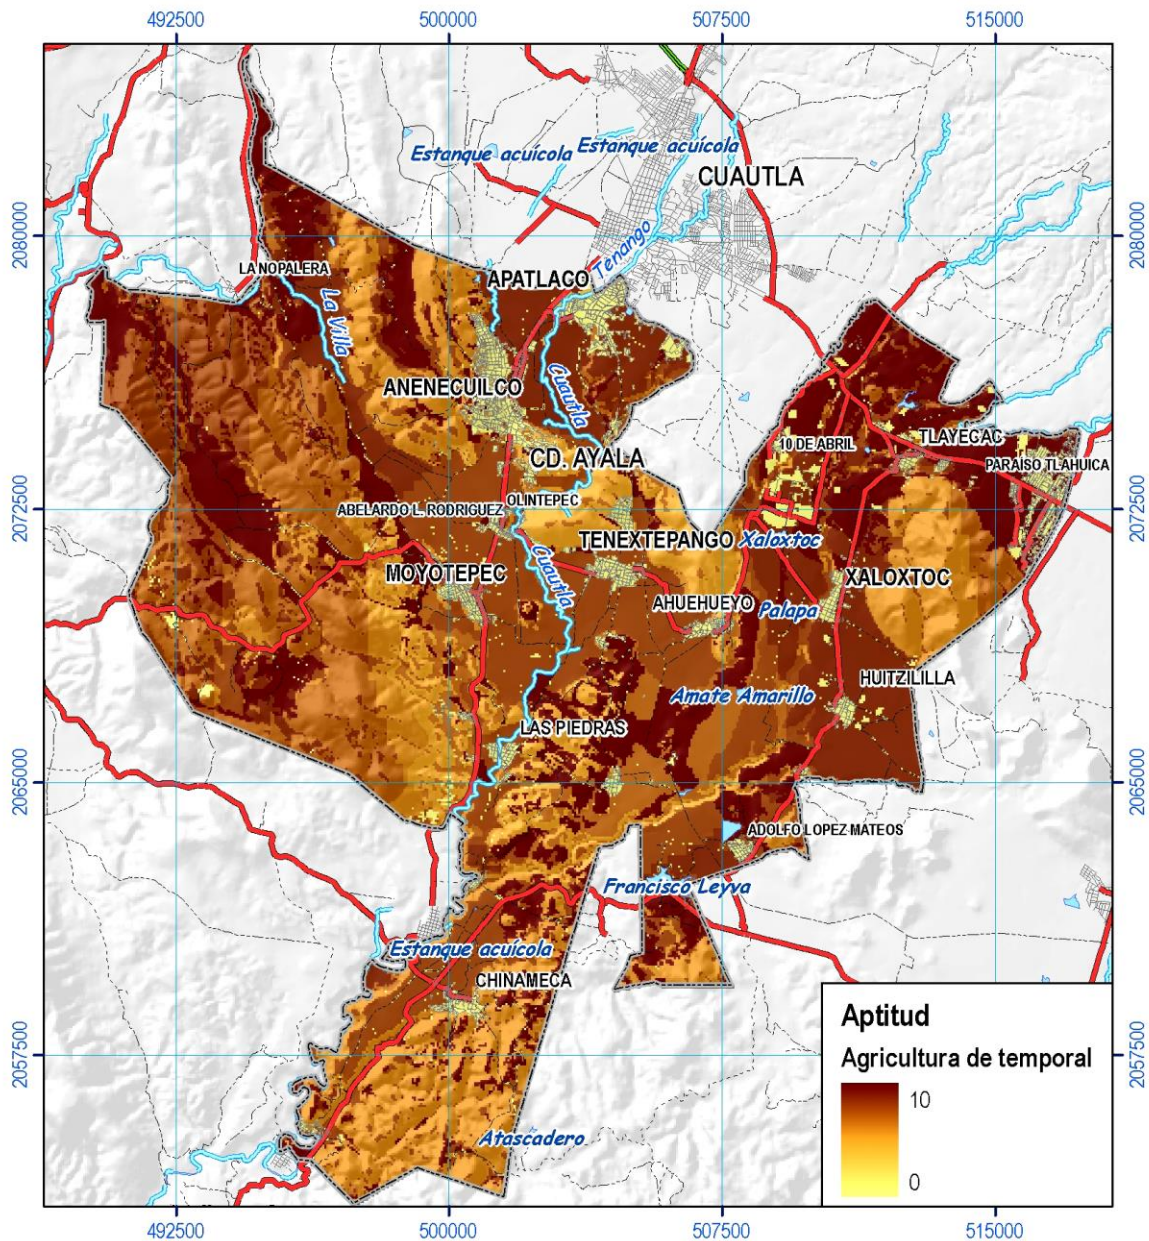 492500
500000
507500
515000
Estanque acuícola
Estanque acuícola
CUAUTLA
2080000
2080000
Tenango
LA NOPALERA
APATLACO
La Villa
ANENECUILCO
Cuautla
10 DE ABRIL
TLAYECAC
CD. AYALA
PARAISO TLAHUICA
OLINTEPEC
2072500
2072500
ABELARDO L. RODRIGUEZ
TENEXTEPANGO
Xaloxtoc
MOYOTEPEC
Cuautla
XALOXTOC
AHUEHUEYO
Palapa
HUITZILILLA
Amate Amarillo
LAS PIEDRAS
2065000
2065000
ADOLFO LOPEZ MATEOS
Francisco Leyva
Estanque acuícola
CHINAMECA
Aptitud
Agricultura de temporal
10
0
2057500
2057500
Atascadero
492500
500000
507500
515000